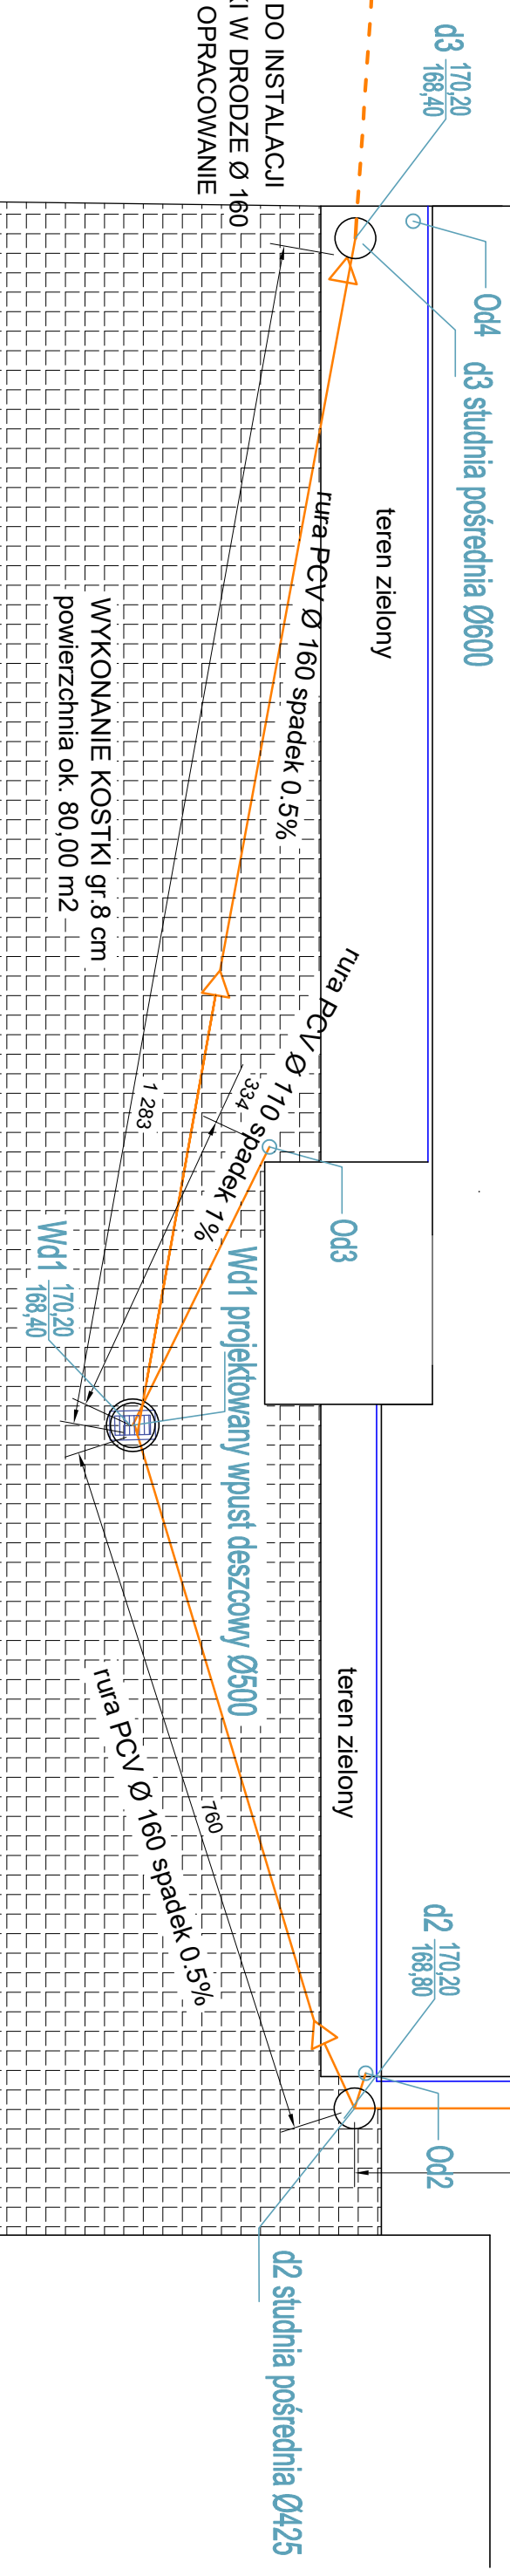 DO INSTALACJI
KI W DRODZE Ø 160
OPRACOWANIE
d3 170,20
168,40
Od4
d3 studnia pośrednia Ø600
teren zielony
rura PCV Ø 160 spadek 0.5%
WYKONANIE KOSTKI gr.8 cm
powierzchnia ok. 80,00 m2
rura PCV Ø 110 spadek 1%
334
1 283
Od3
Wd1 170,20
168,40
Wd1 projektowany wpust deszcowy Ø500
teren zielony
760
rura PCV Ø 160 spadek 0.5%
d2 170,20
168,80
Od2
d2 studnia pośrednia Ø425